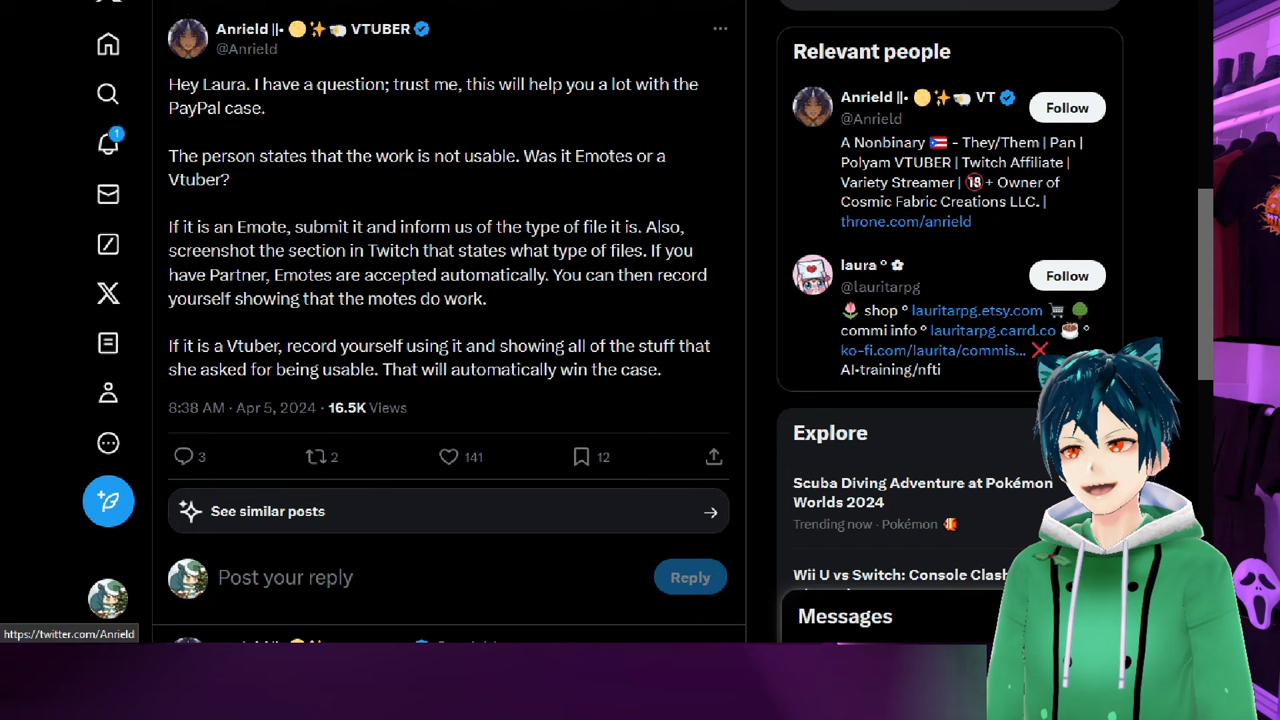 Anrield ||• 🟡✨🐏 VTUBER
@Anrield
Hey Laura. I have a question; trust me, this will help you a lot with the
PayPal case.
The person states that the work is not usable. Was it Emotes or a
Vtuber?
If it is an Emote, submit it and inform us of the type of file it is. Also,
screenshot the section in Twitch that states what type of files. If you
have Partner, Emotes are accepted automatically. You can then record
yourself showing that the motes do work.
If it is a Vtuber, record yourself using it and showing all of the stuff that
she asked for being usable. That will automatically win the case.
8:38 AM · Apr 5, 2024 · 16.5K Views
3
2
141
12
See similar posts
Post your reply
Reply
1
https://twitter.com/Anrield
Relevant people
Anrield ||• 🟡✨🐏 VT
@Anrield
Follow
A Nonbinary 🇵🇷 - They/Them | Pan |
Polyam VTUBER | Twitch Affiliate |
Variety Streamer | 🔞+ Owner of
Cosmic Fabric Creations LLC. |
throne.com/anrield
laura ° ✿
@lauritarpg
Follow
🌷 shop ° lauritarpg.etsy.com 🛒 🌳
commi info ° lauritarpg.carrd.co ☕ °
ko-fi.com/laurita/commis... ❌
AI•training/nfti
Explore
Scuba Diving Adventure at Pokémon
Worlds 2024
Trending now · Pokémon
Wii U vs Switch: Console Clash
Messages